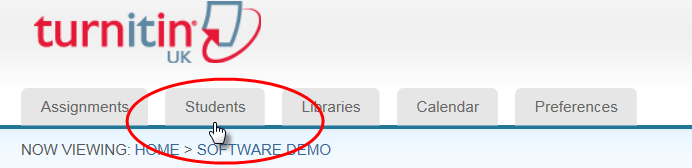 turnitin
UK
Assignments Students Libraries Calendar Preferences
NOW VIEWING: HOME > SOFTWARE DEMO